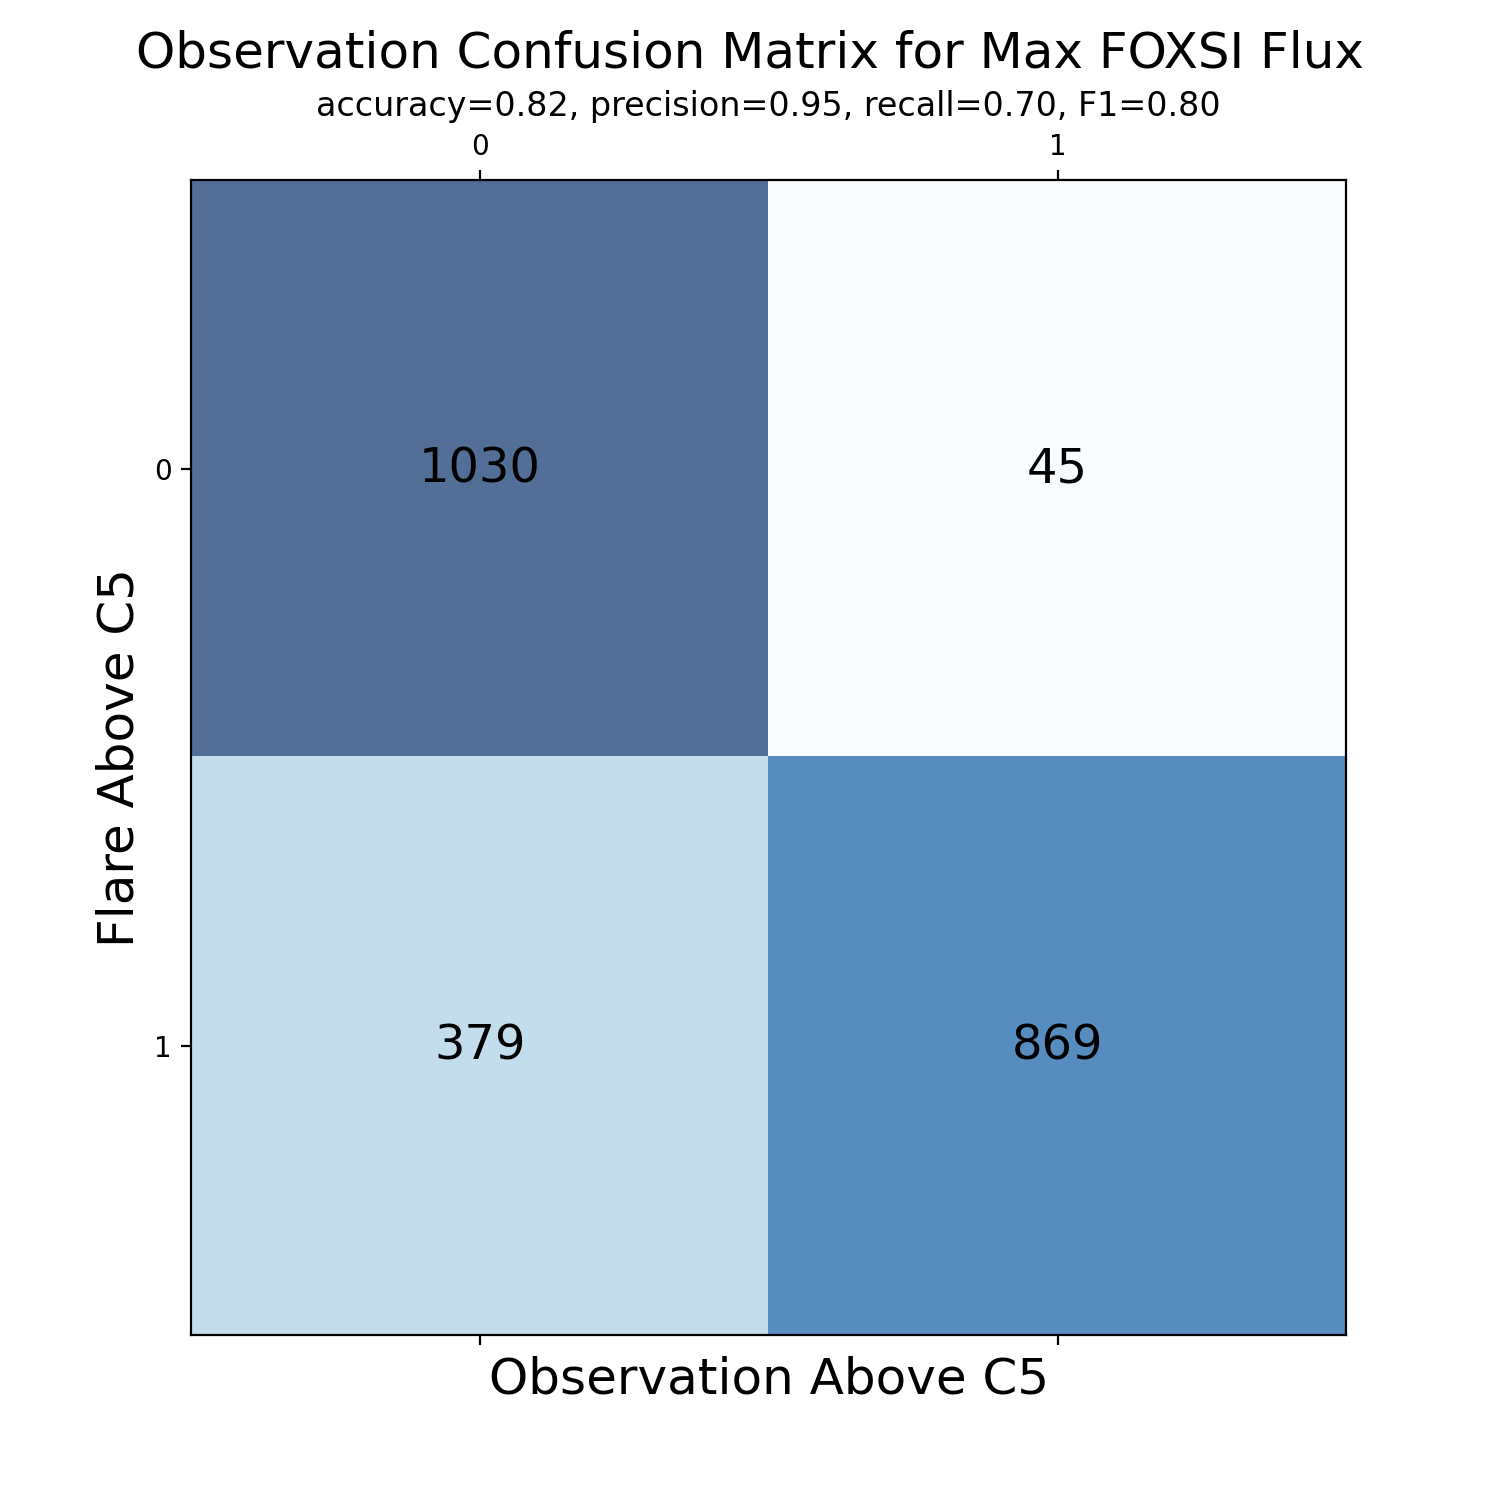 Observation Confusion Matrix for Max FOXSI Flux
accuracy=0.82, precision=0.95, recall=0.70, F1=0.80
0 1
0
1030 45
Flare Above C5
1
379 869
Observation Above C5